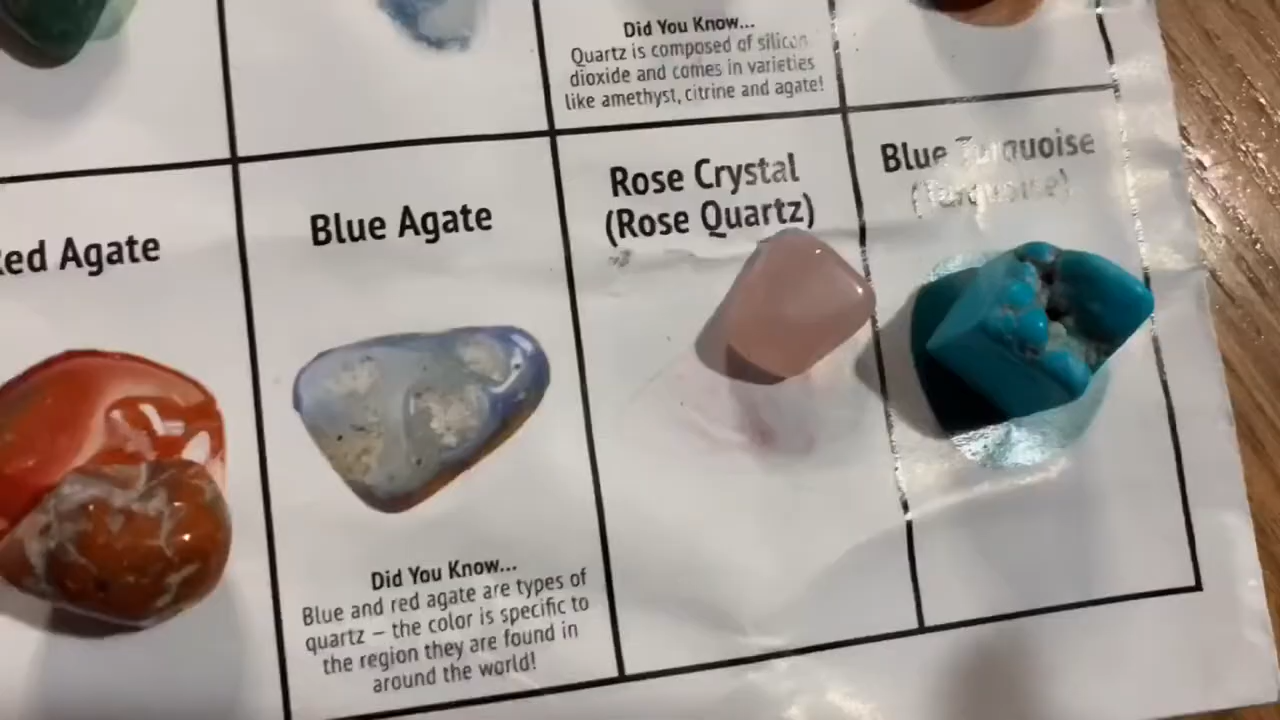 Did You Know...
Quartz is composed of silicon
dioxide and comes in varieties
like amethyst, citrine and agate!
Red Agate
Blue Agate
Rose Crystal
(Rose Quartz)
Blue Turquoise
(Turquoise)
Did You Know...
Blue and red agate are types of
quartz – the color is specific to
the region they are found in
around the world!